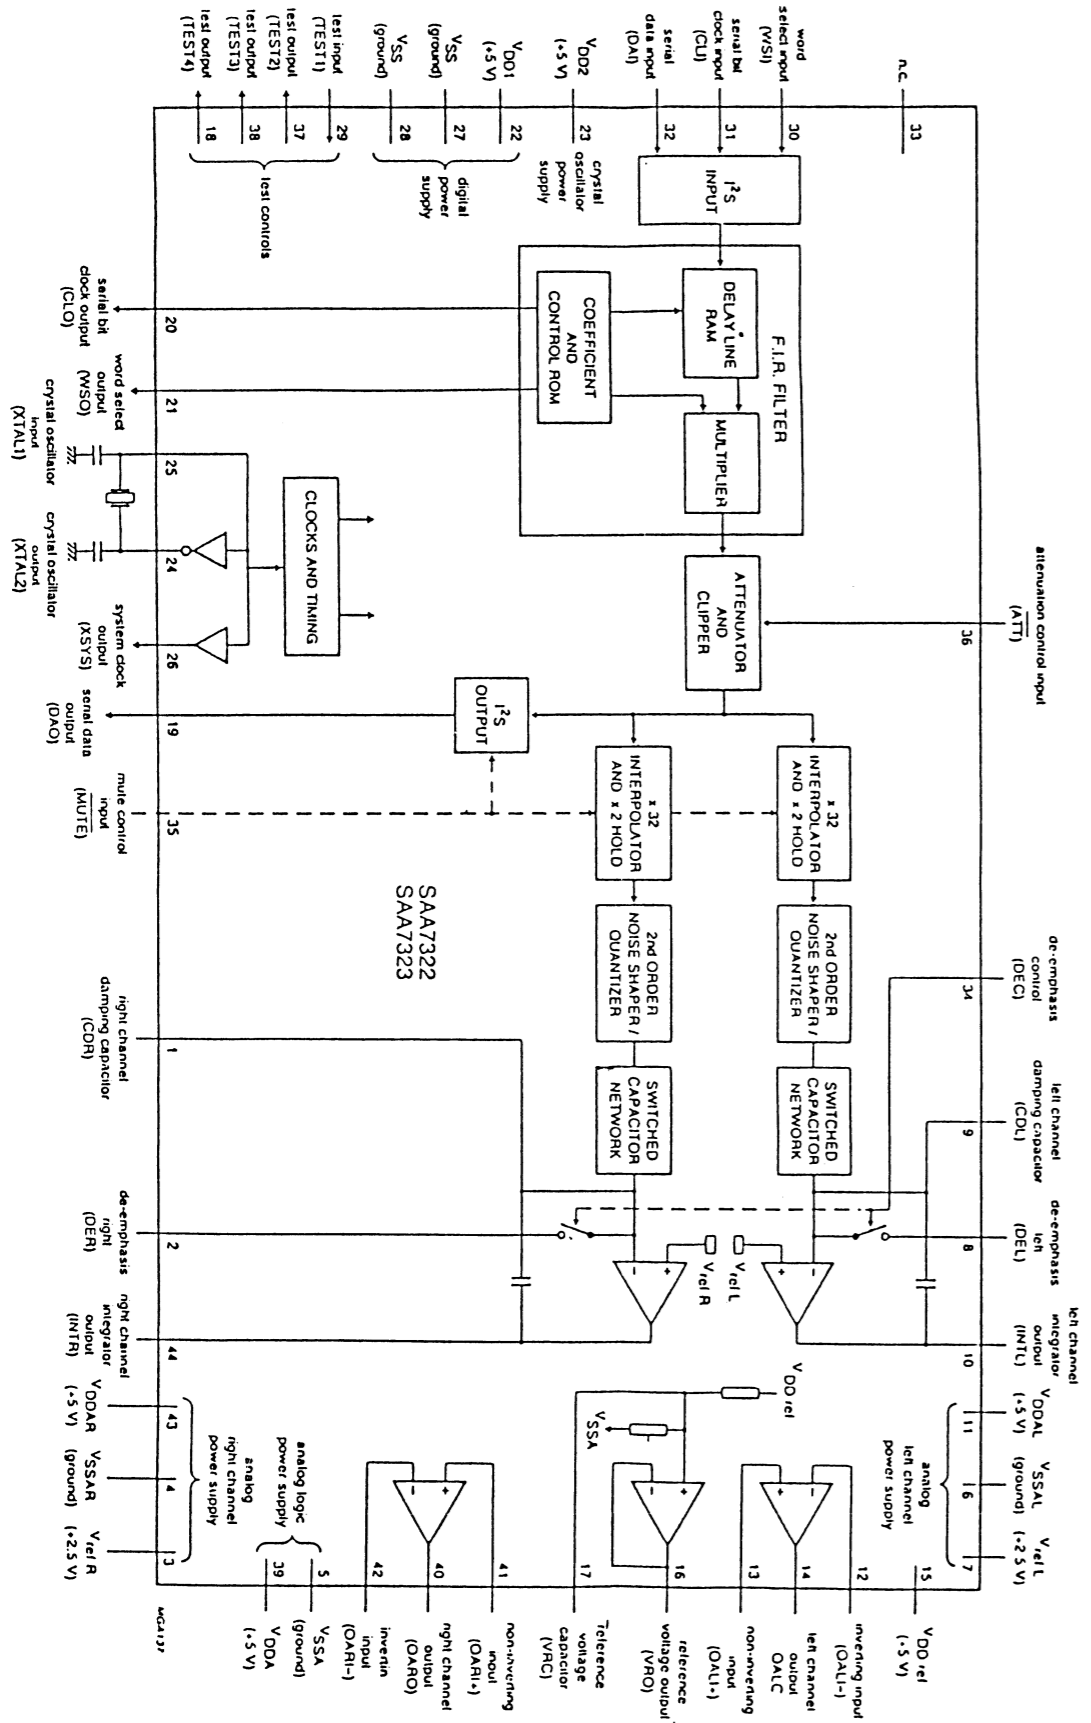 word
select input
(WSI)
serial bit
clock input
(CLI)
serial
data input
(DAI)
VDD2
(+5 V)
VDD1
(+5 V)
VSS
(ground)
VSS
(ground)
test input
(TEST1)
test output
(TEST2)
test output
(TEST3)
test output
(TEST4)
n.c.
33
30
31
32
23
22
27
28
29
37
38
18
crystal
oscillator
power
supply
digital
power
supply
test controls
I²S
INPUT
F.I.R. FILTER
DELAY LINE
RAM
COEFFICIENT
AND
CONTROL ROM
MULTIPLIER
serial bit
clock output
(CLO)
20
word select
output
(WSO)
21
crystal oscillator
input
(XTAL1)
25
crystal oscillator
output
(XTAL2)
24
system clock
output
(XSYS)
26
CLOCKS AND TIMING
ATTENUATOR
AND
CLIPPER
attenuation control input
(ATT)
36
I²S
OUTPUT
serial data
output
(DAO)
19
mute control
input
(MUTE)
35
x 32
INTERPOLATOR
AND x 2 HOLD
x 32
INTERPOLATOR
AND x 2 HOLD
SAA7322
SAA7323
2nd ORDER
NOISE SHAPER /
QUANTIZER
2nd ORDER
NOISE SHAPER /
QUANTIZER
SWITCHED
CAPACITOR
NETWORK
SWITCHED
CAPACITOR
NETWORK
de-emphasis
control
(DEC)
34
left channel
damping capacitor
(CDL)
9
de-emphasis
left
(DEL)
8
left channel
integrator
output
(INTL)
10
right channel
damping capacitor
(CDR)
1
de-emphasis
right
(DER)
2
right channel
integrator
output
(INTR)
44
Vref L
Vref R
+
−
+
−
VDDAL
(+5 V)
11
VSSAL
(ground)
6
Vref L
(+2.5 V)
7
analog
left channel
power supply
VDDAR
(+5 V)
43
VSSAR
(ground)
4
Vref R
(+2.5 V)
3
analog
right channel
power supply
analog logic
power supply
VDD ref
VSSA
−
+
−
+
+
−
15
VDD ref
(+5 V)
12
inverting input
(OALI−)
14
left channel
output
OALC
13
non-inverting
input
(OALI+)
16
reference
voltage output
(VRO)
17
reference
voltage
capacitor
(VRC)
41
non-inverting
input
(OARI+)
40
right channel
output
(OARO)
42
invertin
input
(OARI−)
5
VSSA
(ground)
39
VDDA
(+5 V)
MGA137